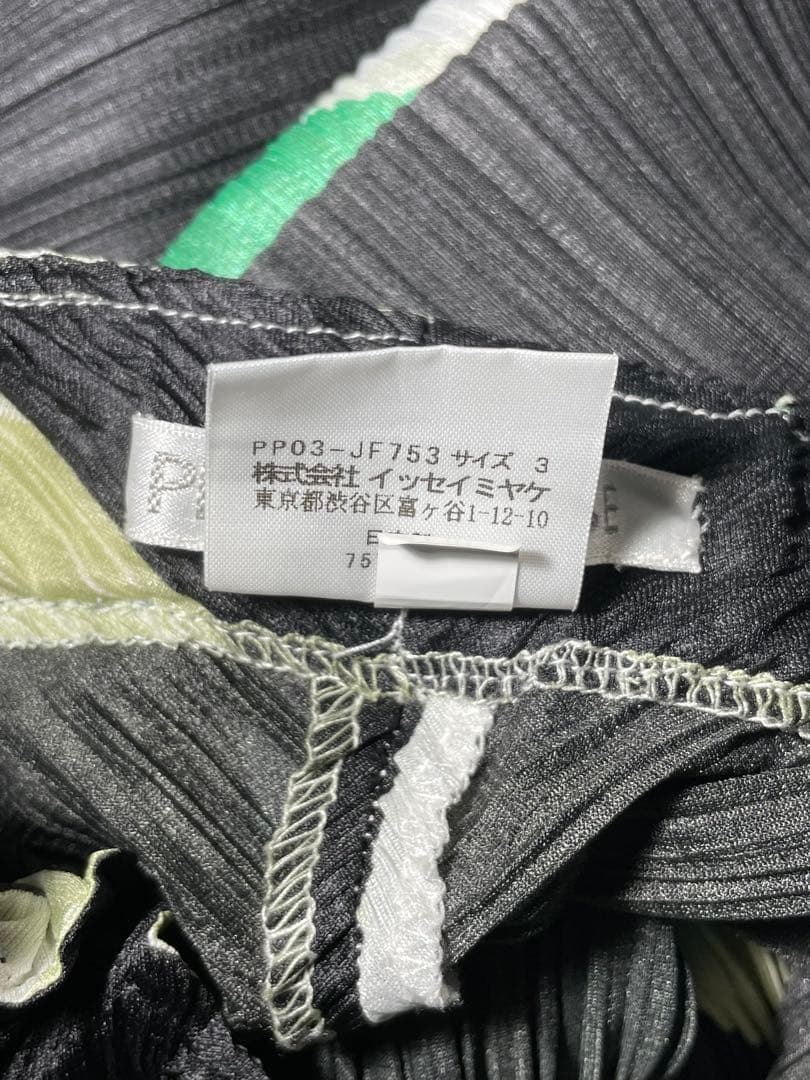 PP03-JF753 サイズ 3
株式会社 イッセイミヤケ
東京都渋谷区富ヶ谷1-12-10
75